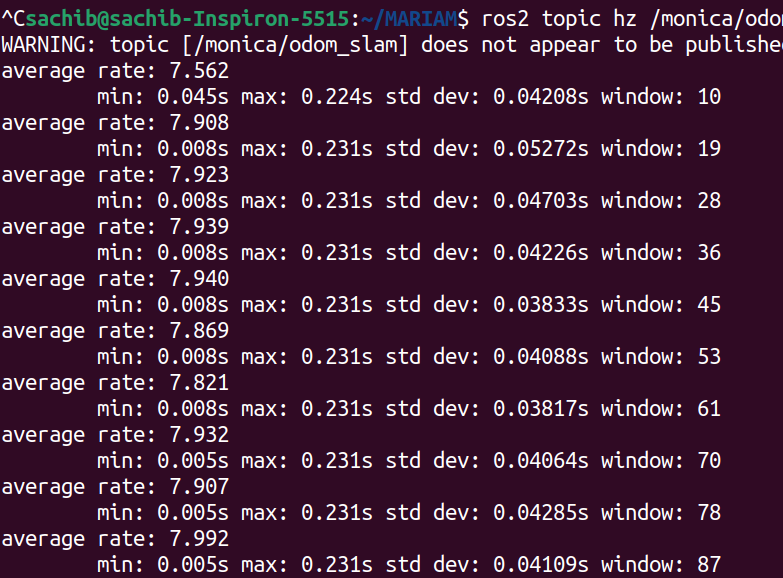 ^Csachib@sachib-Inspiron-5515:~/MARIAM$ ros2 topic hz /monica/odom
WARNING: topic [/monica/odom_slam] does not appear to be published
average rate: 7.562
min: 0.045s max: 0.224s std dev: 0.04208s window: 10
average rate: 7.908
min: 0.008s max: 0.231s std dev: 0.05272s window: 19
average rate: 7.923
min: 0.008s max: 0.231s std dev: 0.04703s window: 28
average rate: 7.939
min: 0.008s max: 0.231s std dev: 0.04226s window: 36
average rate: 7.940
min: 0.008s max: 0.231s std dev: 0.03833s window: 45
average rate: 7.869
min: 0.008s max: 0.231s std dev: 0.04088s window: 53
average rate: 7.821
min: 0.008s max: 0.231s std dev: 0.03817s window: 61
average rate: 7.932
min: 0.005s max: 0.231s std dev: 0.04064s window: 70
average rate: 7.907
min: 0.005s max: 0.231s std dev: 0.04285s window: 78
average rate: 7.992
min: 0.005s max: 0.231s std dev: 0.04109s window: 87